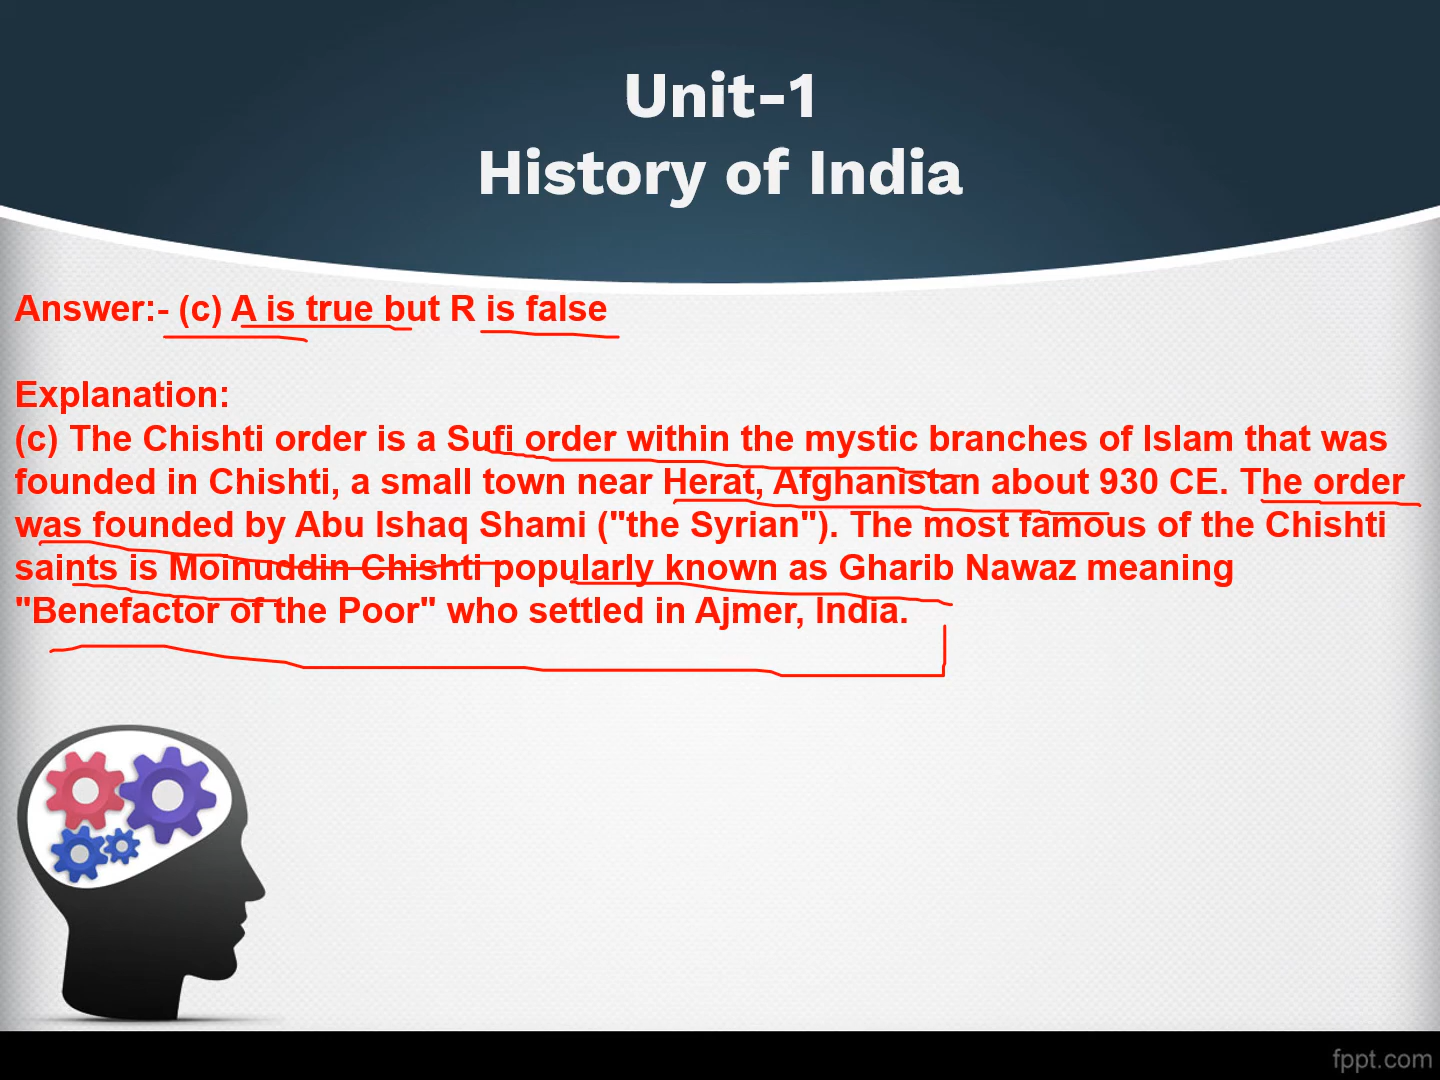 Unit-1
History of India
Answer:- (c) A is true but R is false
Explanation:
(c) The Chishti order is a Sufi order within the mystic branches of Islam that was
founded in Chishti, a small town near Herat, Afghanistan about 930 CE. The order
was founded by Abu Ishaq Shami ("the Syrian"). The most famous of the Chishti
saints is Moinuddin Chishti popularly known as Gharib Nawaz meaning
"Benefactor of the Poor" who settled in Ajmer, India.
fppt.com